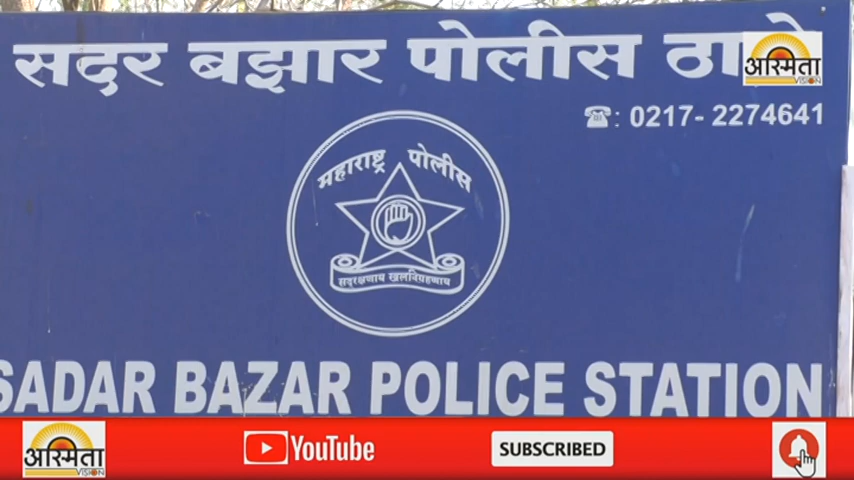 सदर बझार पोलीस ठाणे
अस्मिता
VISION
☎: 0217- 2274641
महाराष्ट्र पोलीस
सद्‌रक्षणाय खलनिग्रहणाय
SADAR BAZAR POLICE STATION
अस्मिता
VISION
YouTube
SUBSCRIBED